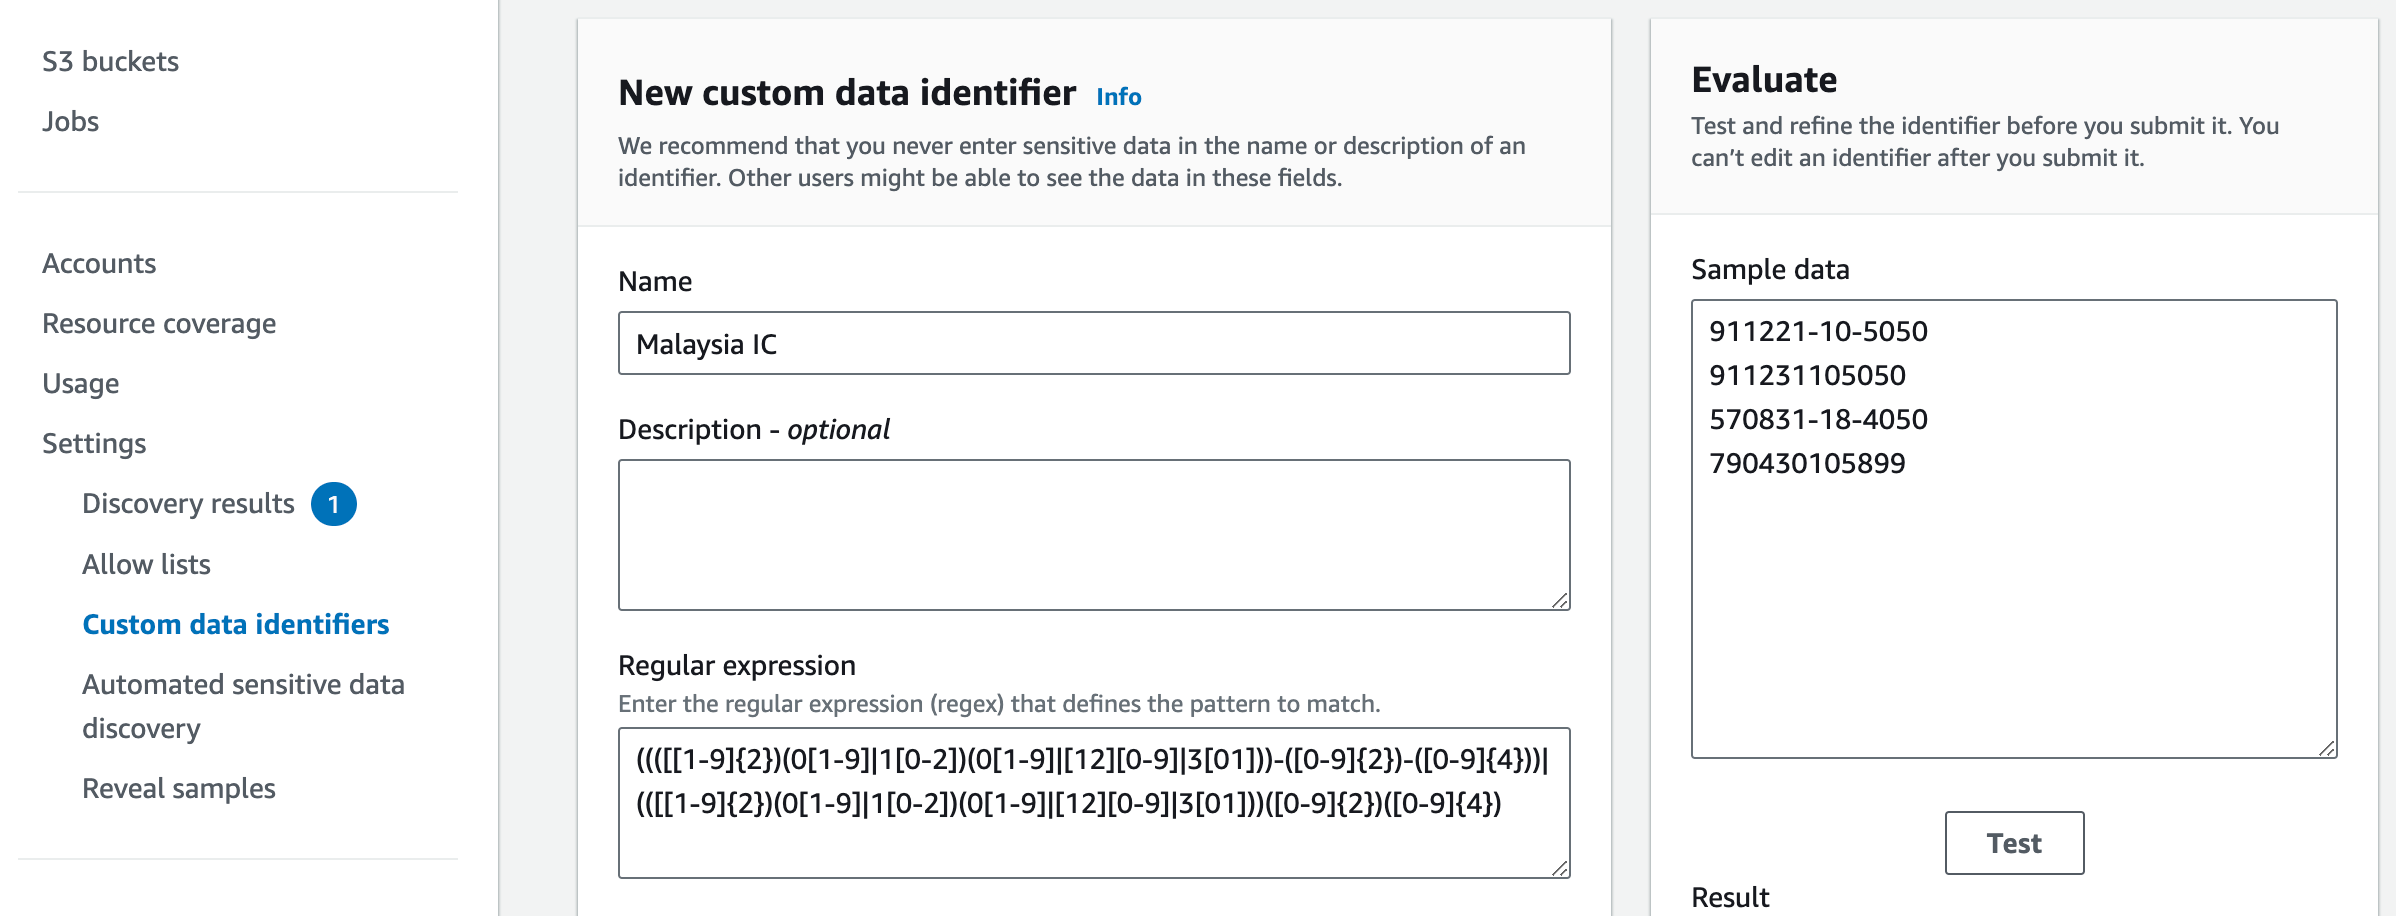 S3 buckets
Jobs
Accounts
Resource coverage
Usage
Settings
Discovery results 1
Allow lists
Custom data identifiers
Automated sensitive data
discovery
Reveal samples
New custom data identifier Info
We recommend that you never enter sensitive data in the name or description of an
identifier. Other users might be able to see the data in these fields.
Name
Malaysia IC
Description - optional
Regular expression
Enter the regular expression (regex) that defines the pattern to match.
((([[1-9]{2})(0[1-9]|1[0-2])(0[1-9]|[12][0-9]|3[01]))-([0-9]{2})-([0-9]{4}))|
(([[1-9]{2})(0[1-9]|1[0-2])(0[1-9]|[12][0-9]|3[01]))([0-9]{2})([0-9]{4})
Evaluate
Test and refine the identifier before you submit it. You
can’t edit an identifier after you submit it.
Sample data
911221-10-5050
911231105050
570831-18-4050
790430105899
Test
Result